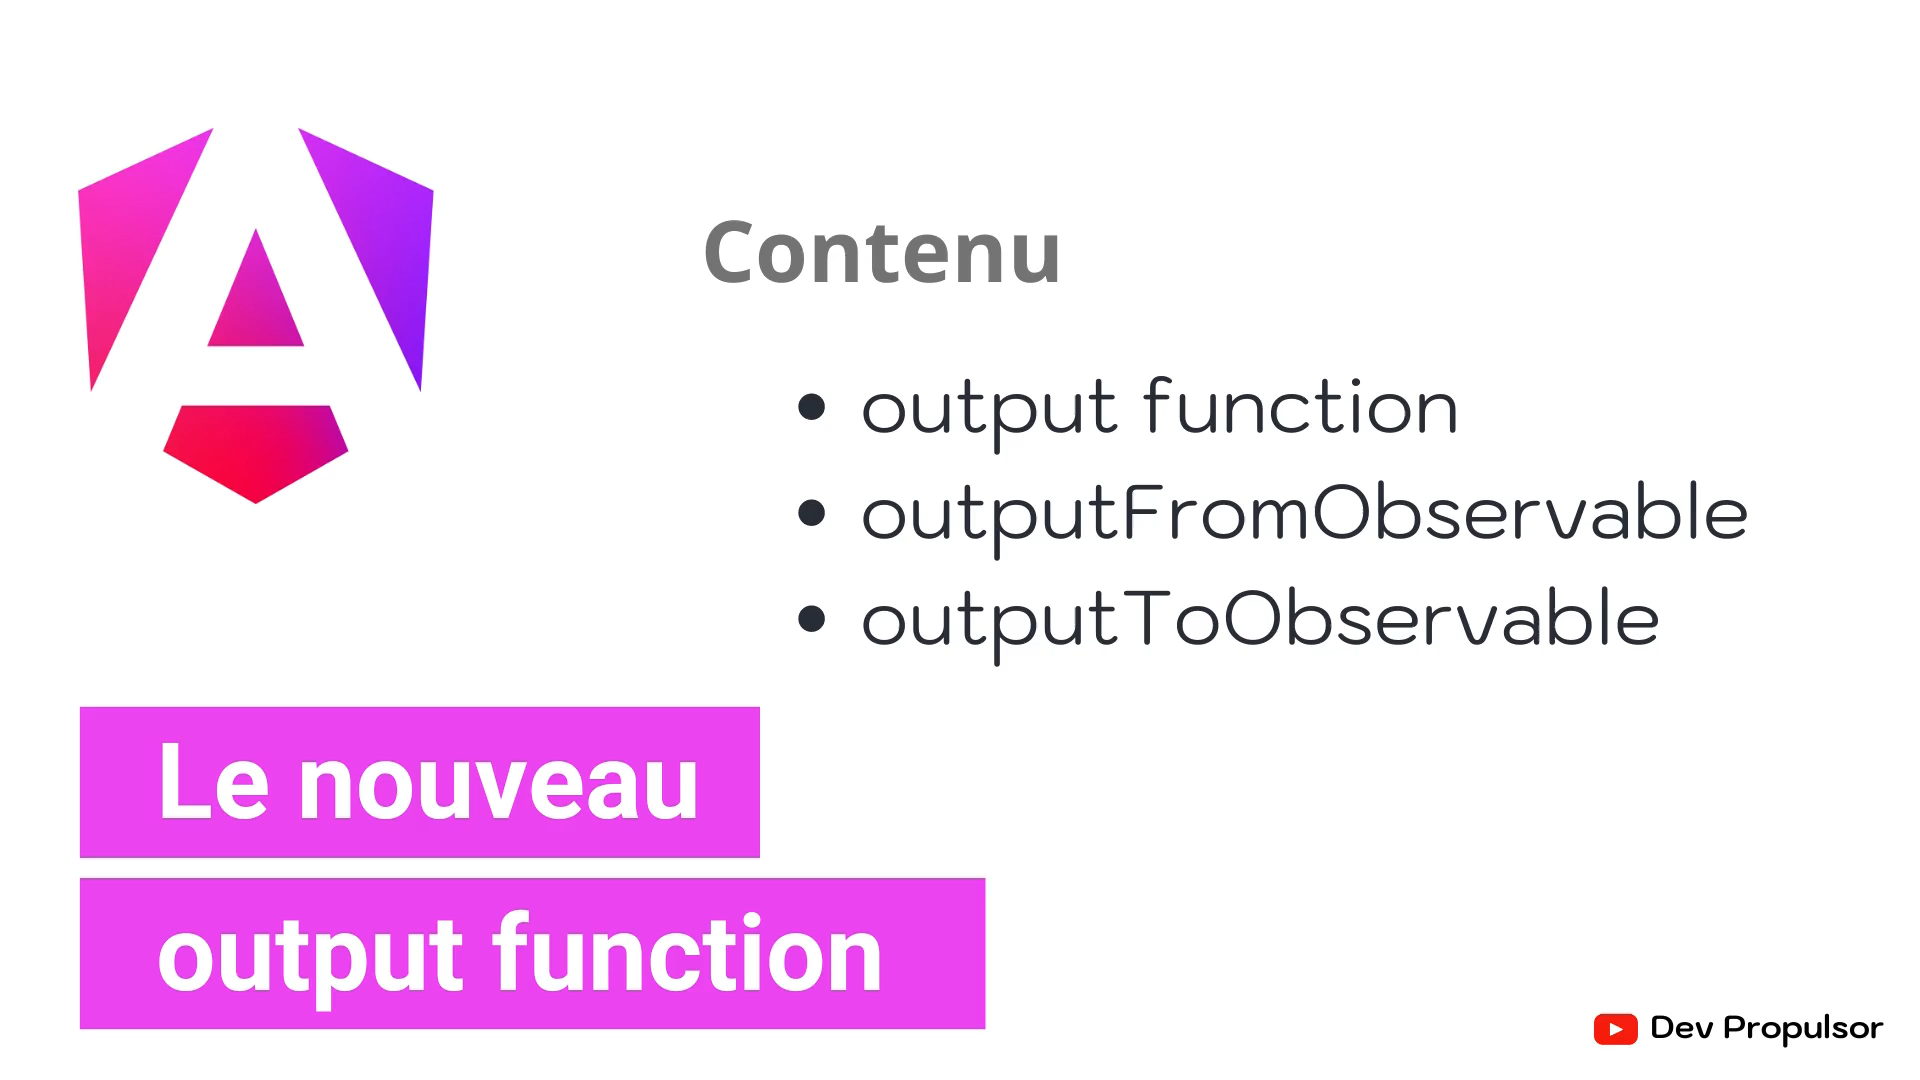 Contenu
• output function
• outputFromObservable
• outputToObservable
Le nouveau
output function
Dev Propulsor